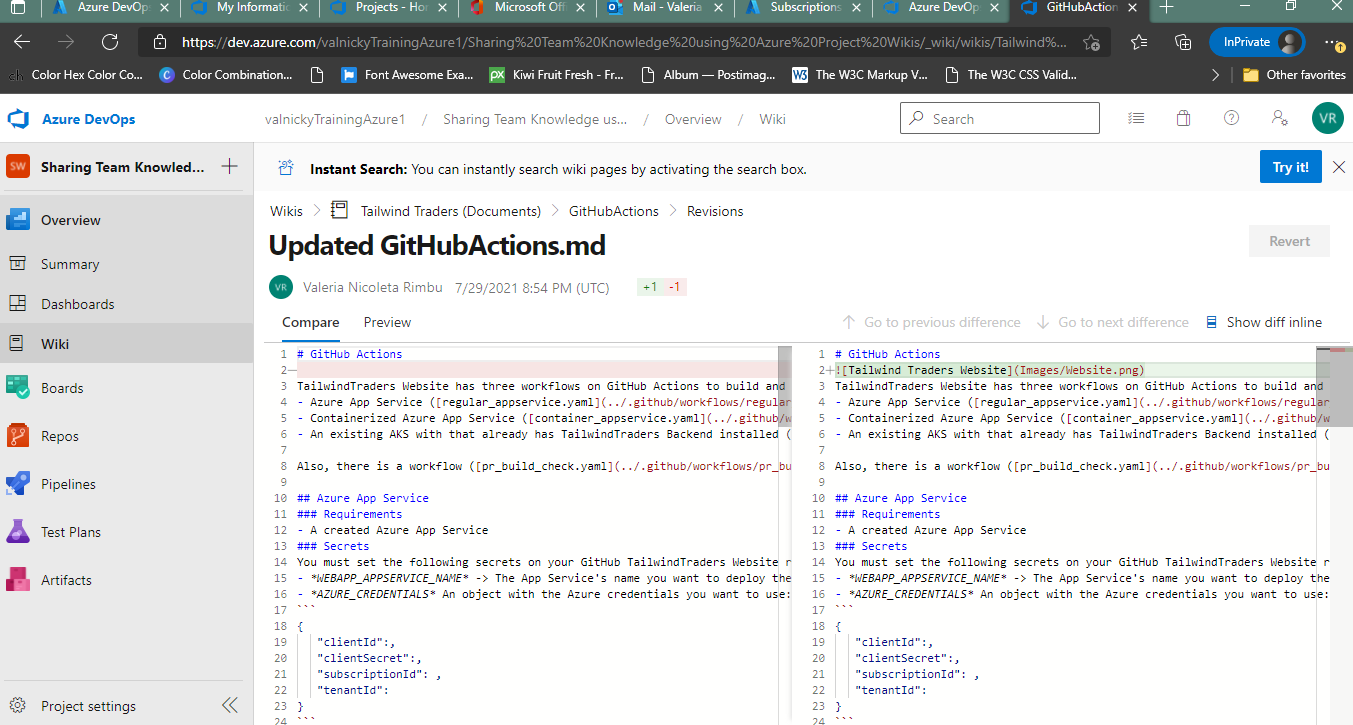 Azure DevOp
My Informatic
Projects - Ho
Microsoft Off
Mail - Valeria
Subscriptions
Azure DevOp
GitHubAction
https://dev.azure.com/valnickyTrainingAzure1/Sharing%20Team%20Knowledge%20using%20Azure%20Project%20Wikis/_wiki/wikis/Tailwind%...
InPrivate
ch Color Hex Color Co...
C Color Combination...
Font Awesome Exa...
px Kiwi Fruit Fresh - Fr...
Album — Postimag...
W3 The W3C Markup V...
The W3C CSS Valid...
Other favorites
Azure DevOps
valnickyTrainingAzure1 / Sharing Team Knowledge us... / Overview / Wiki
Search
VR
SW Sharing Team Knowled...
Overview
Summary
Dashboards
Wiki
Boards
Repos
Pipelines
Test Plans
Artifacts
Project settings
Instant Search: You can instantly search wiki pages by activating the search box.
Try it!
Wikis > Tailwind Traders (Documents) > GitHubActions > Revisions
Updated GitHubActions.md
Revert
VR Valeria Nicoleta Rimbu 7/29/2021 8:54 PM (UTC) +1 -1
Compare Preview
Go to previous difference Go to next difference Show diff inline
1 # GitHub Actions
2—
3 TailwindTraders Website has three workflows on GitHub Actions to build and
4 - Azure App Service ([regular_appservice.yaml](../.github/workflows/regular
5 - Containerized Azure App Service ([container_appservice.yaml](../.github/w
6 - An existing AKS with that already has TailwindTraders Backend installed (
7
8 Also, there is a workflow ([pr_build_check.yaml](../.github/workflows/pr_bu
9
10 ## Azure App Service
11 ### Requirements
12 - A created Azure App Service
13 ### Secrets
14 You must set the following secrets on your GitHub TailwindTraders Website r
15 - *WEBAPP_APPSERVICE_NAME* -> The App Service's name you want to deploy the
16 - *AZURE_CREDENTIALS* An object with the Azure credentials you want to use:
17 ```
18 {
19 "clientId":,
20 "clientSecret":,
21 "subscriptionId": ,
22 "tenantId":
23 }
24 ```
1 # GitHub Actions
2+ ![Tailwind Traders Website](Images/Website.png)
3 TailwindTraders Website has three workflows on GitHub Actions to build and
4 - Azure App Service ([regular_appservice.yaml](../.github/workflows/regular
5 - Containerized Azure App Service ([container_appservice.yaml](../.github/w
6 - An existing AKS with that already has TailwindTraders Backend installed (
7
8 Also, there is a workflow ([pr_build_check.yaml](../.github/workflows/pr_bu
9
10 ## Azure App Service
11 ### Requirements
12 - A created Azure App Service
13 ### Secrets
14 You must set the following secrets on your GitHub TailwindTraders Website r
15 - *WEBAPP_APPSERVICE_NAME* -> The App Service's name you want to deploy the
16 - *AZURE_CREDENTIALS* An object with the Azure credentials you want to use:
17 ```
18 {
19 "clientId":,
20 "clientSecret":,
21 "subscriptionId": ,
22 "tenantId":
23 }
24 ```